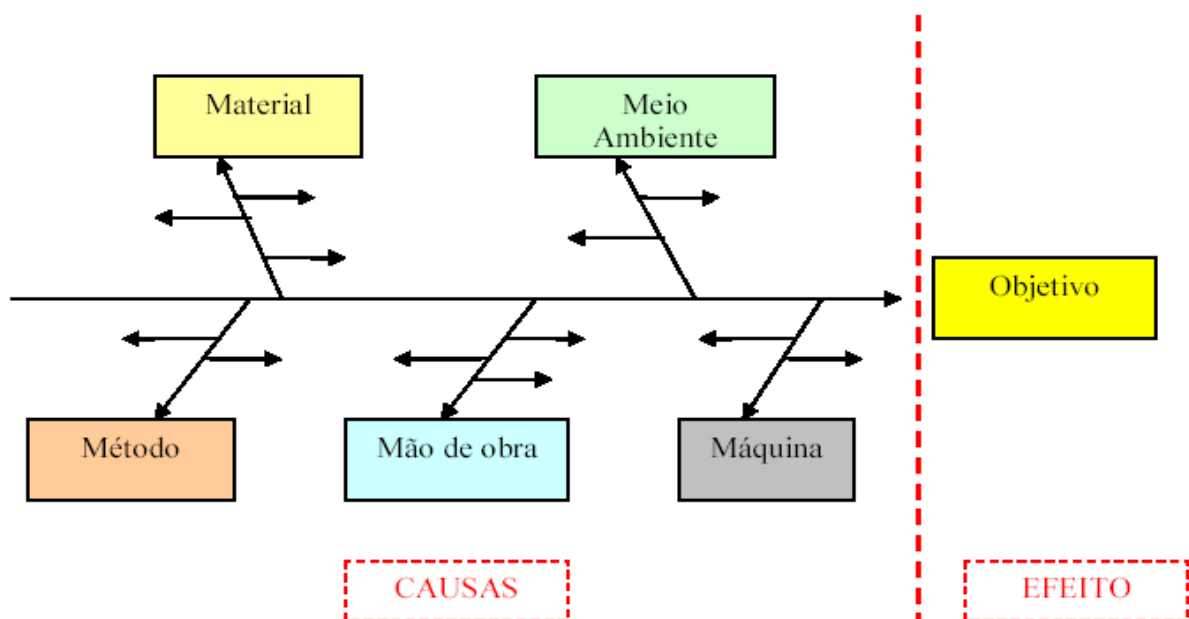 Material
Meio
Ambiente
Objetivo
Método
Mão de obra
Máquina
CAUSAS
EFEITO